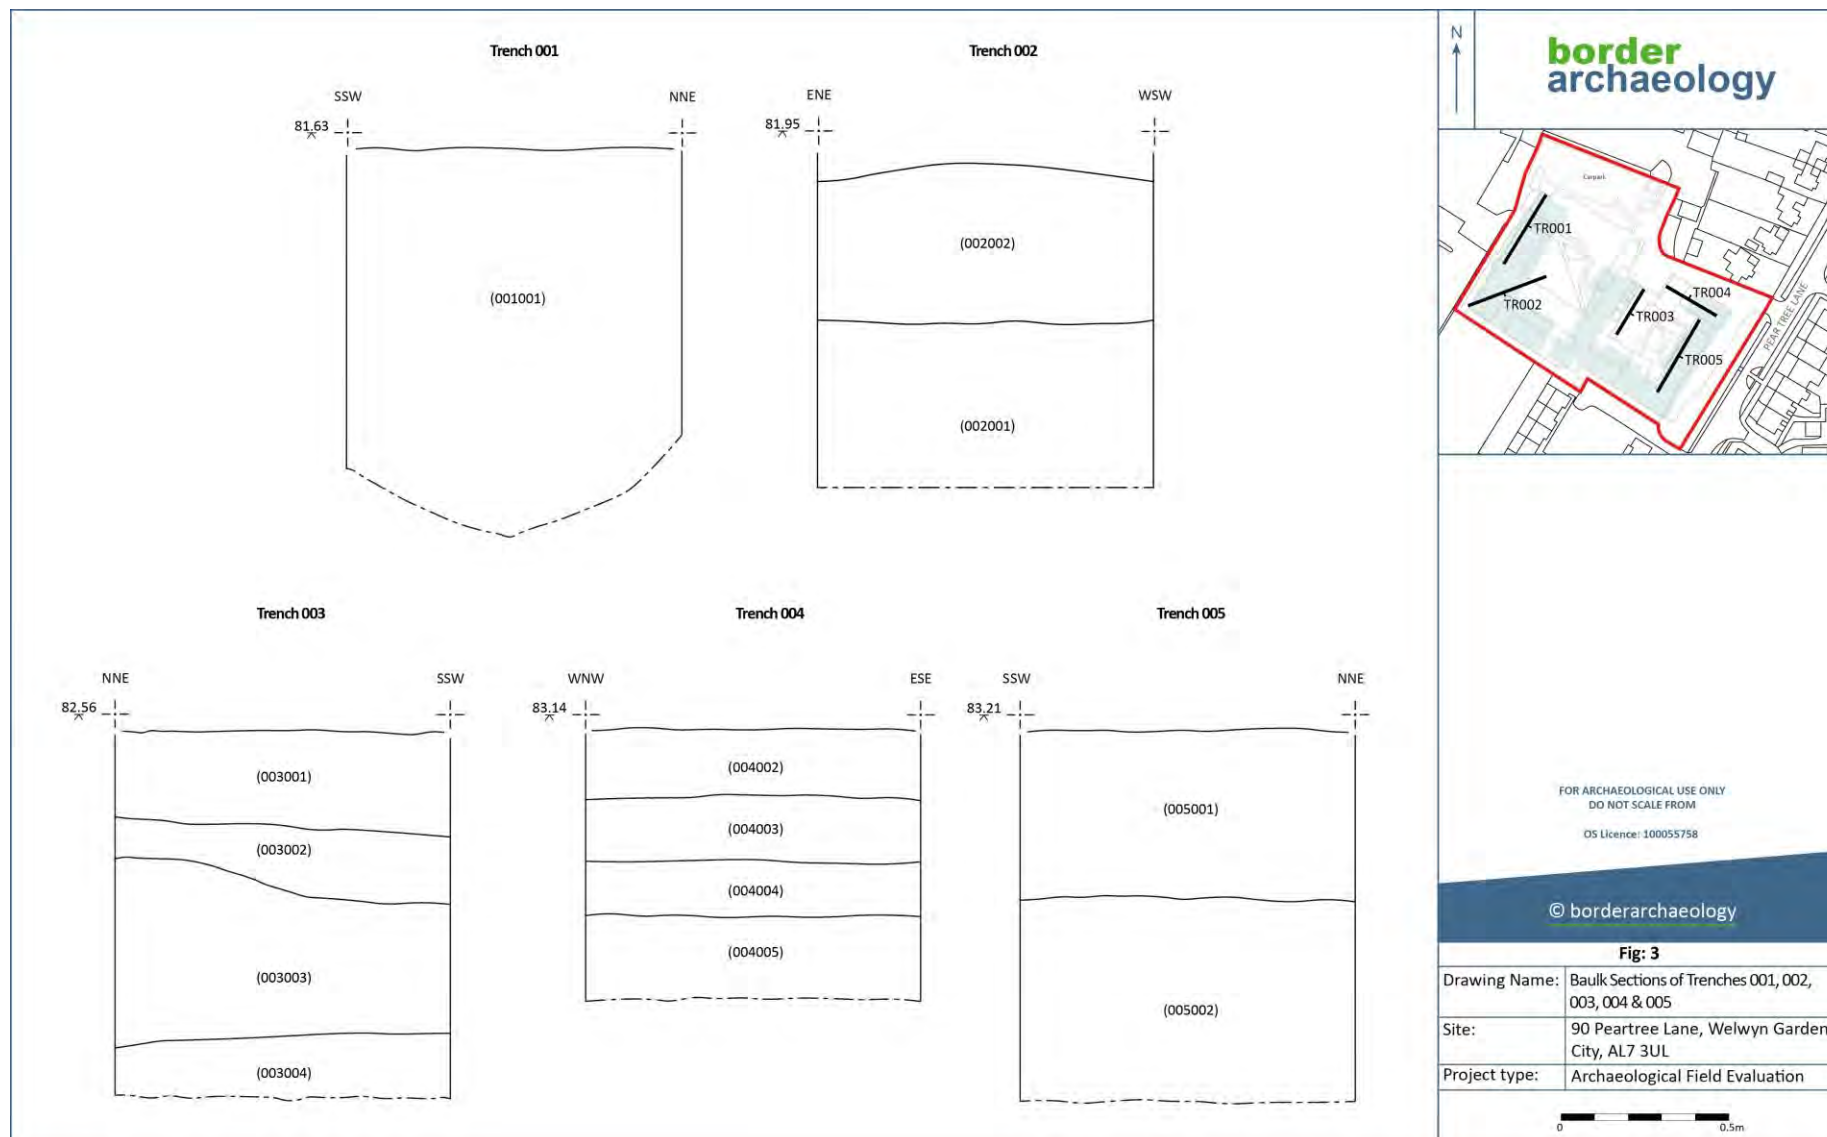 Trench 001
SSW
NNE
81.63
(001001)
Trench 002
ENE
WSW
81.95
(002002)
(002001)
Trench 003
NNE
SSW
82.56
(003001)
(003002)
(003003)
(003004)
Trench 004
WNW
ESE
83.14
(004002)
(004003)
(004004)
(004005)
Trench 005
SSW
NNE
83.21
(005001)
(005002)
N
border
archaeology
Carpark
TR001
TR002
TR003
TR004
TR005
PEAR TREE LANE
FOR ARCHAEOLOGICAL USE ONLY
DO NOT SCALE FROM
OS Licence: 100055758
© borderarchaeology
Fig: 3
Drawing Name: Baulk Sections of Trenches 001, 002,
003, 004 & 005
Site: 90 Peartree Lane, Welwyn Garden
City, AL7 3UL
Project type: Archaeological Field Evaluation
0 0.5m